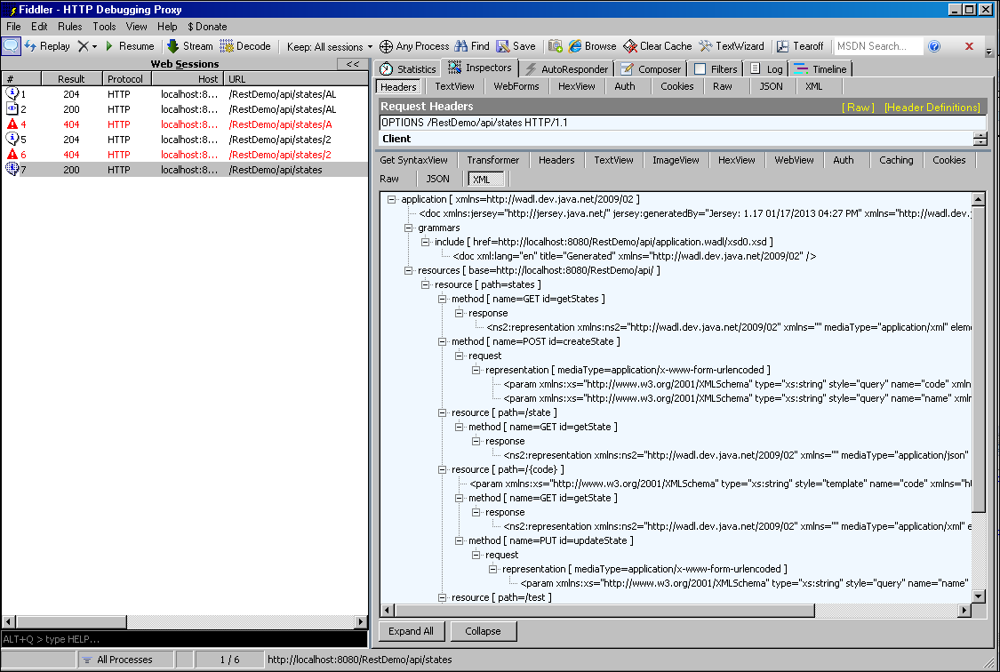 Fiddler - HTTP Debugging Proxy
File Edit Rules Tools View Help $ Donate
Replay Resume Stream Decode Keep: All sessions Any Process Find Save Browse Clear Cache TextWizard Tearoff MSDN Search...
Web Sessions <<
# Result Protocol Host URL
1 204 HTTP localhost:8... /RestDemo/api/states/AL
2 200 HTTP localhost:8... /RestDemo/api/states/AL
4 404 HTTP localhost:8... /RestDemo/api/states/A
5 204 HTTP localhost:8... /RestDemo/api/states/2
6 404 HTTP localhost:8... /RestDemo/api/states/2
7 200 HTTP localhost:8... /RestDemo/api/states
Statistics Inspectors AutoResponder Composer Filters Log Timeline
Headers TextView WebForms HexView Auth Cookies Raw JSON XML
Request Headers [ Raw ] [Header Definitions]
OPTIONS /RestDemo/api/states HTTP/1.1
Client
Get SyntaxView Transformer Headers TextView ImageView HexView WebView Auth Caching Cookies
Raw JSON XML
application [ xmlns=http://wadl.dev.java.net/2009/02 ]
<doc xmlns:jersey="http://jersey.java.net/" jersey:generatedBy="Jersey: 1.17 01/17/2013 04:27 PM" xmlns="http://wadl.dev.j
grammars
include [ href=http://localhost:8080/RestDemo/api/application.wadl/xsd0.xsd ]
<doc xml:lang="en" title="Generated" xmlns="http://wadl.dev.java.net/2009/02" />
resources [ base=http://localhost:8080/RestDemo/api/ ]
resource [ path=states ]
method [ name=GET id=getStates ]
response
<ns2:representation xmlns:ns2="http://wadl.dev.java.net/2009/02" xmlns="" mediaType="application/xml" elem
method [ name=POST id=createState ]
request
representation [ mediaType=application/x-www-form-urlencoded ]
<param xmlns:xs="http://www.w3.org/2001/XMLSchema" type="xs:string" style="query" name="code" xmln
<param xmlns:xs="http://www.w3.org/2001/XMLSchema" type="xs:string" style="query" name="name" xml
resource [ path=/state ]
method [ name=GET id=getState ]
response
<ns2:representation xmlns:ns2="http://wadl.dev.java.net/2009/02" xmlns="" mediaType="application/json"
resource [ path=/{code} ]
<param xmlns:xs="http://www.w3.org/2001/XMLSchema" type="xs:string" style="template" name="code" xmlns="ht
method [ name=GET id=getState ]
response
<ns2:representation xmlns:ns2="http://wadl.dev.java.net/2009/02" xmlns="" mediaType="application/xml" e
method [ name=PUT id=updateState ]
request
representation [ mediaType=application/x-www-form-urlencoded ]
<param xmlns:xs="http://www.w3.org/2001/XMLSchema" type="xs:string" style="query" name="name"
resource [ path=/test ]
Expand All Collapse
ALT+Q > type HELP...
All Processes 1 / 6 http://localhost:8080/RestDemo/api/states